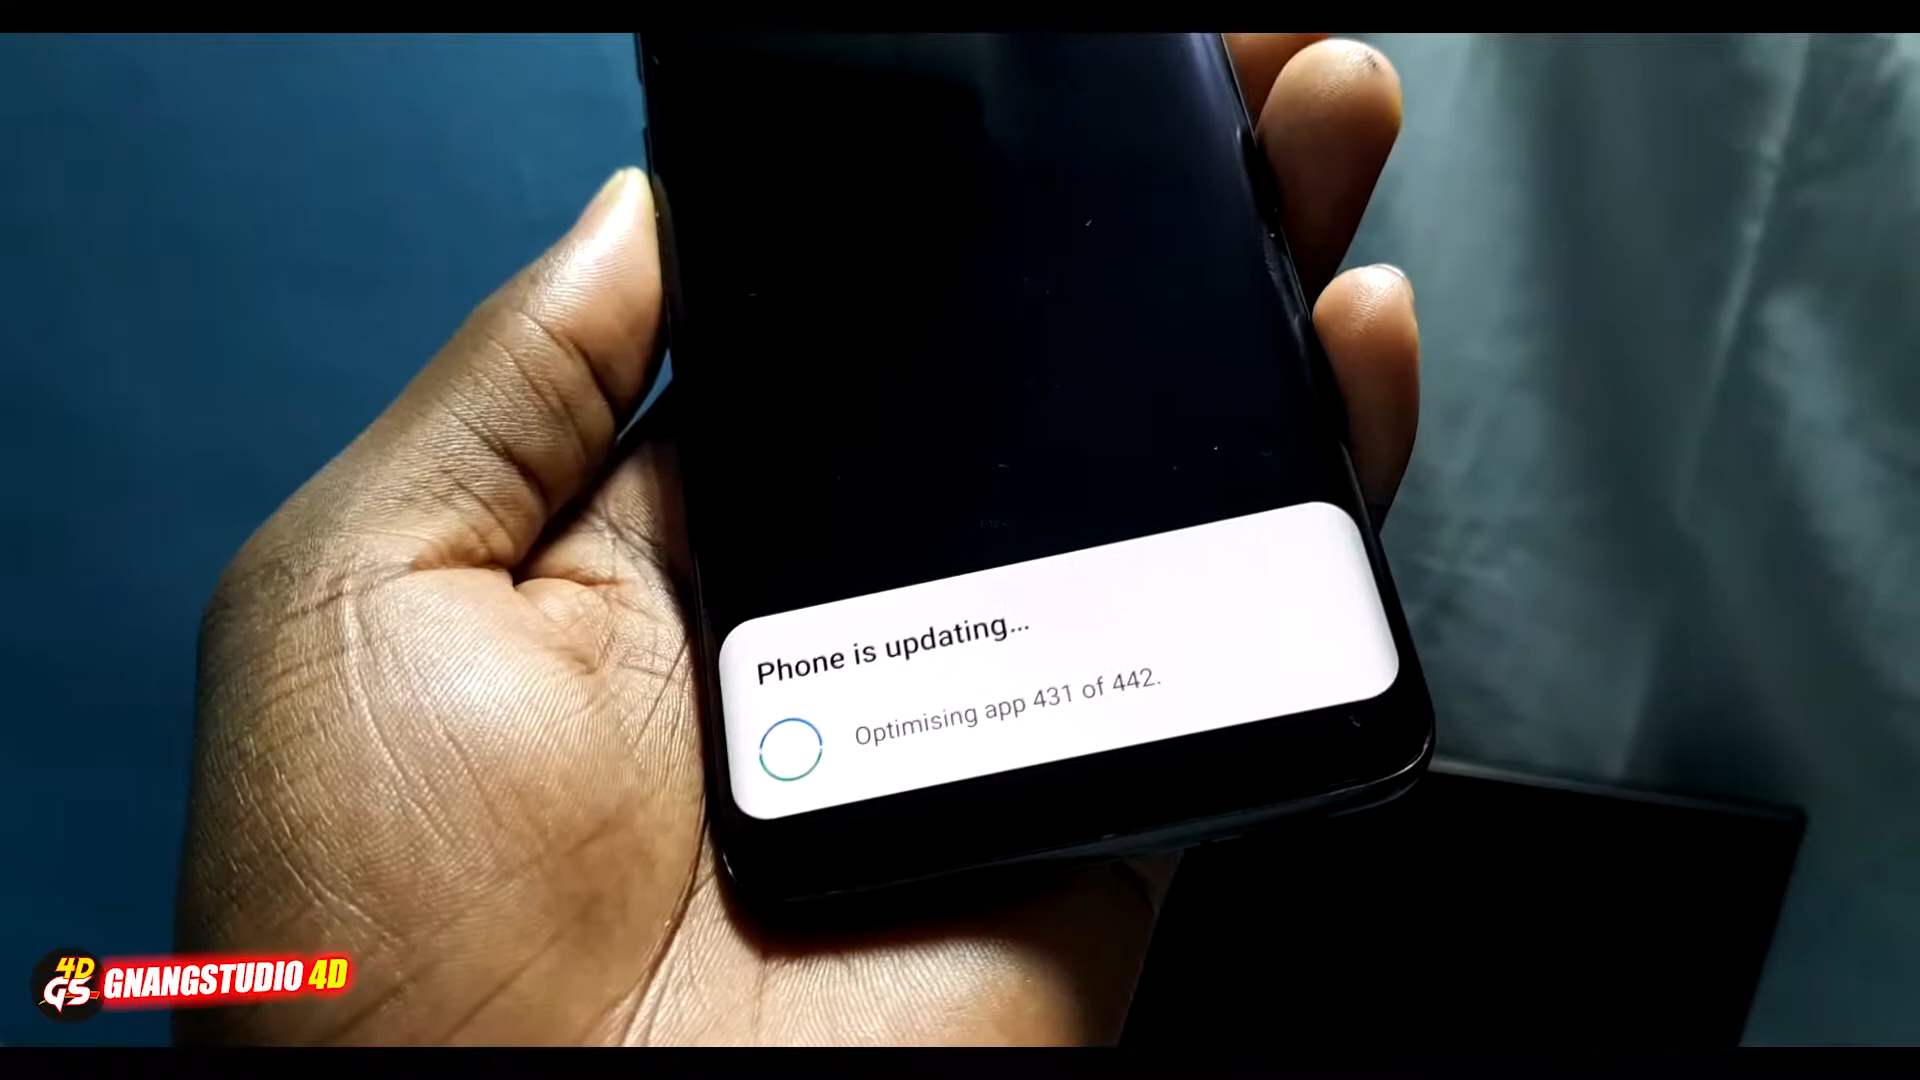 Phone is updating...
Optimising app 431 of 442.
4D
GS
GNANGSTUDIO 4D